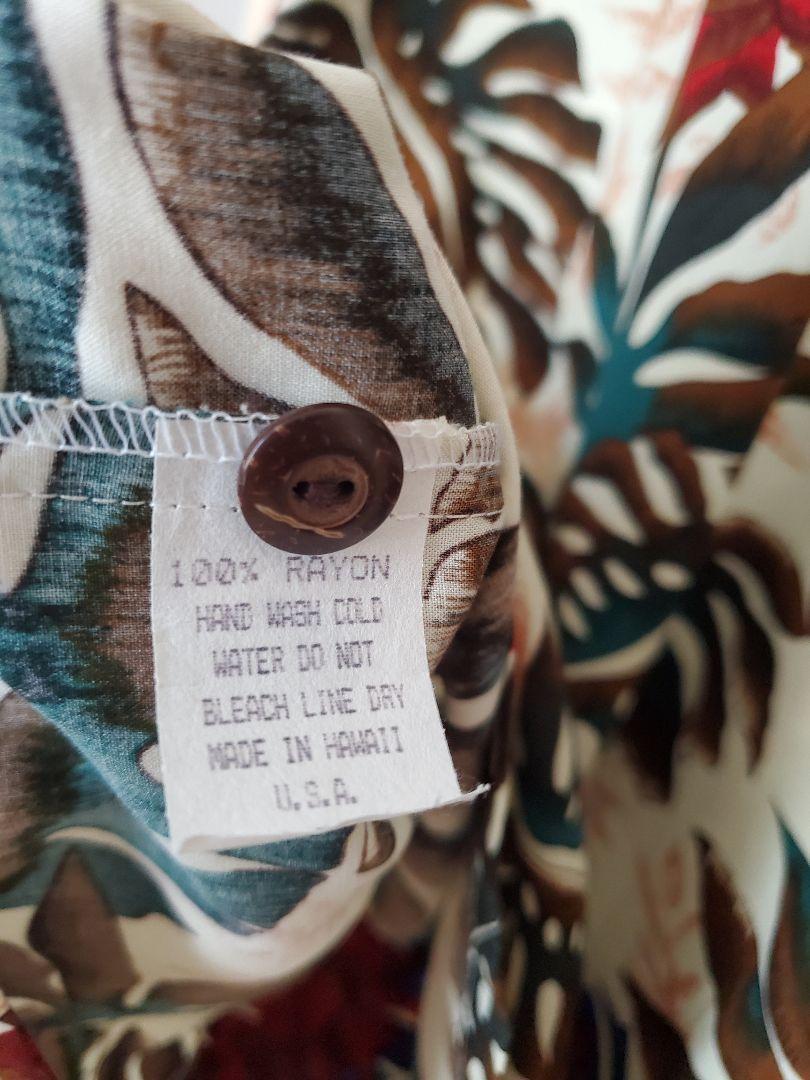 100% RAYON
HAND WASH COLD
WATER DO NOT
BLEACH LINE DRY
MADE IN HAWAII
U.S.A.